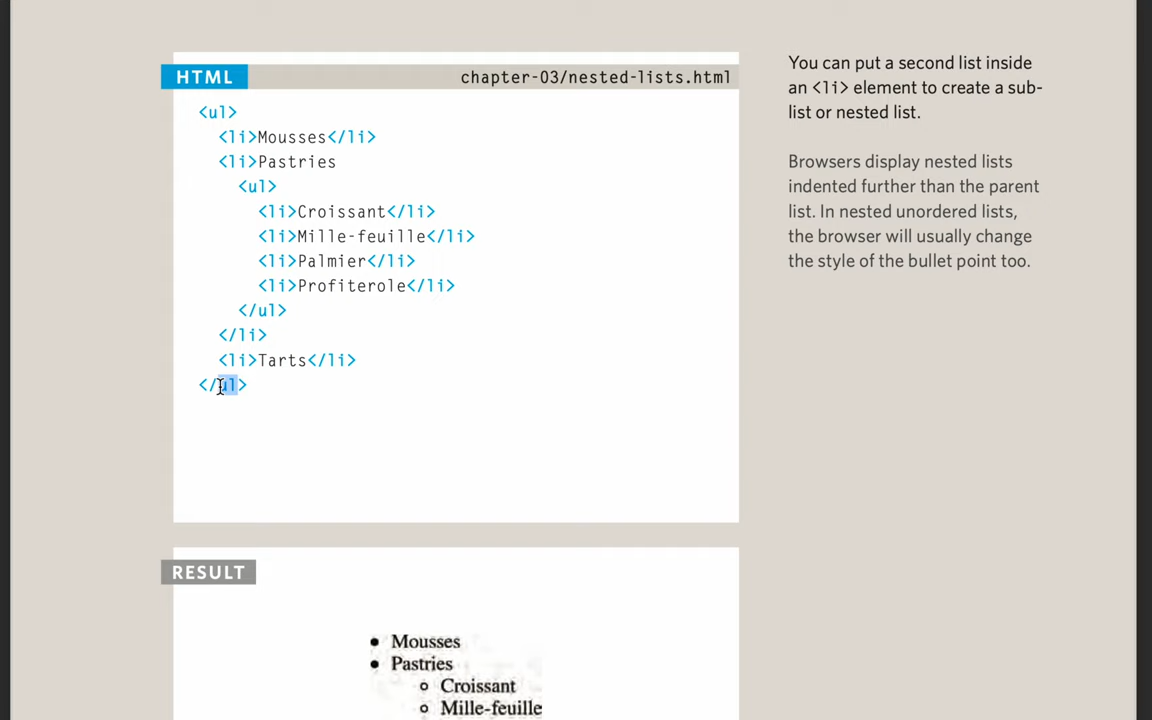 HTML
chapter-03/nested-lists.html
<ul>
<li>Mousses</li>
<li>Pastries
<ul>
<li>Croissant</li>
<li>Mille-feuille</li>
<li>Palmier</li>
<li>Profiterole</li>
</ul>
</li>
<li>Tarts</li>
</ul>
You can put a second list inside
an <li> element to create a sub-
list or nested list.
Browsers display nested lists
indented further than the parent
list. In nested unordered lists,
the browser will usually change
the style of the bullet point too.
RESULT
• Mousses
• Pastries
◦ Croissant
◦ Mille-feuille